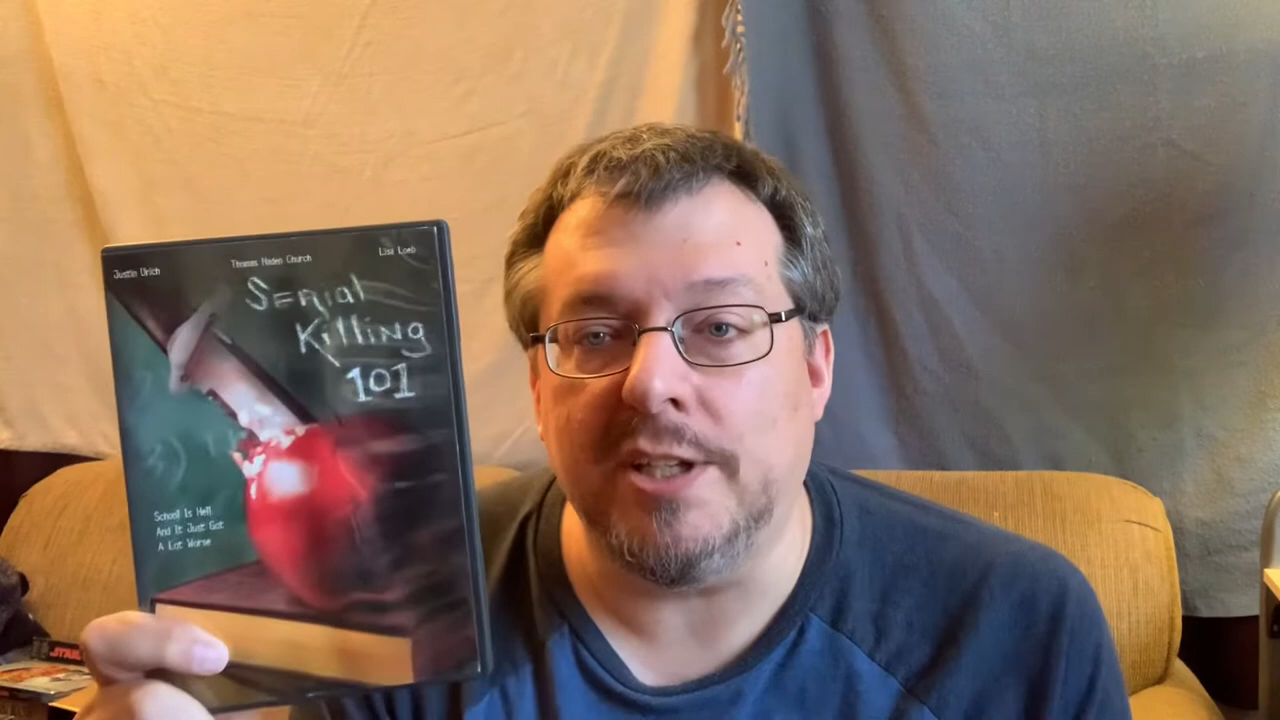 Justin Urich
Thomas Haden Church
Lisa Loeb
Serial
Killing
101
School Is Hell
And It Just Got
A Lot Worse
STAR